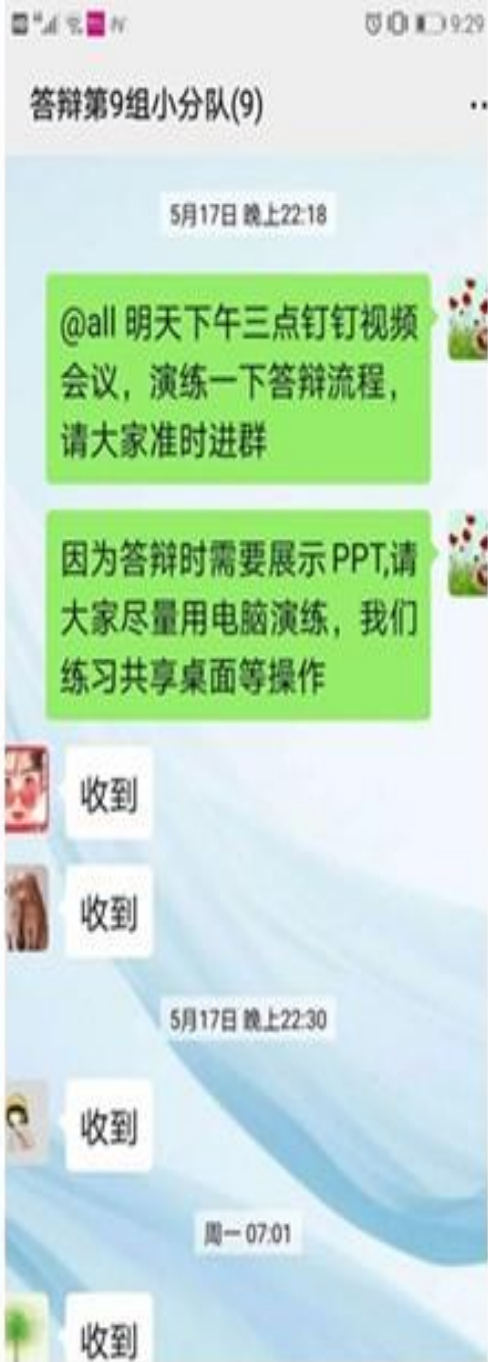 9:29
答辩第9组小分队(9)
5月17日 晚上22:18
@all 明天下午三点钉钉视频
会议，演练一下答辩流程，
请大家准时进群
因为答辩时需要展示PPT,请
大家尽量用电脑演练，我们
练习共享桌面等操作
收到
收到
5月17日 晚上22:30
收到
周一 07:01
收到